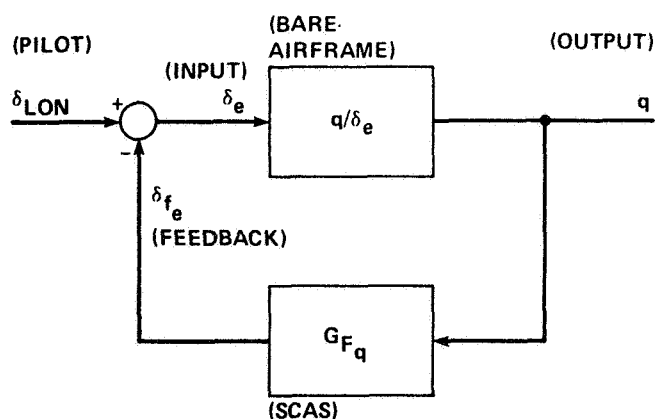 (BARE-
AIRFRAME)
(PILOT)
(OUTPUT)
(INPUT)
δLON
+
δe
q/δe
q
−
δfe
(FEEDBACK)
GFq
(SCAS)